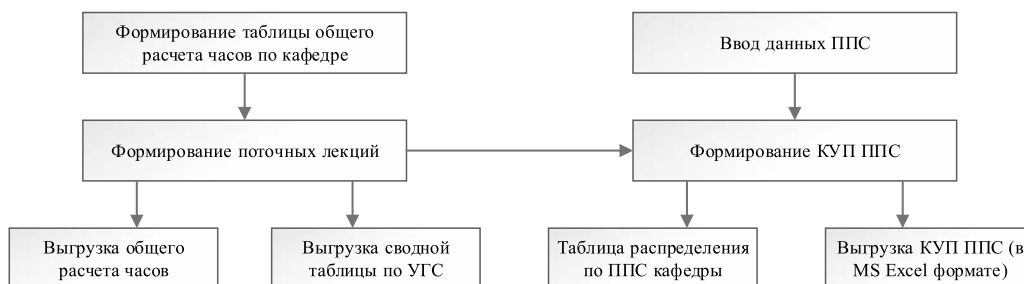 Формирование таблицы общего
расчета часов по кафедре
Ввод данных ППС
Формирование поточных лекций
Формирование КУП ППС
Выгрузка общего
расчета часов
Выгрузка сводной
таблицы по УГС
Таблица распределения
по ППС кафедры
Выгрузка КУП ППС (в
MS Excel формате)